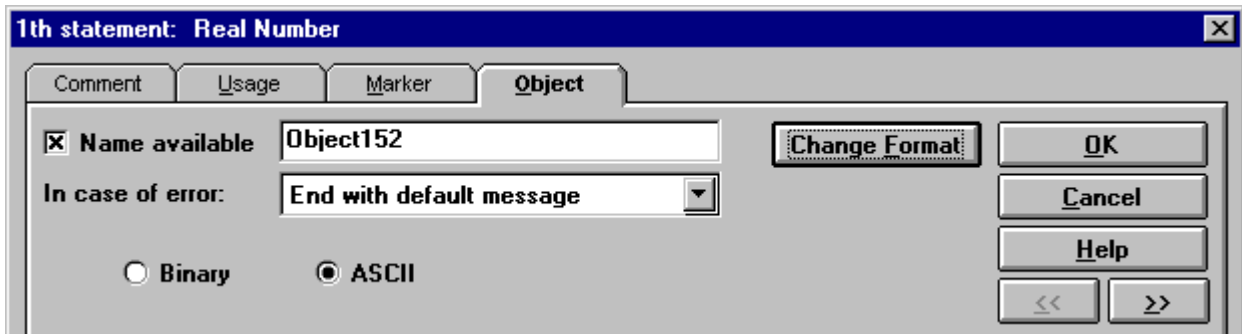 1th statement: Real Number
Comment Usage Marker Object
Name available Object152 Change Format OK
In case of error: End with default message Cancel
Help
Binary ASCII
<< >>